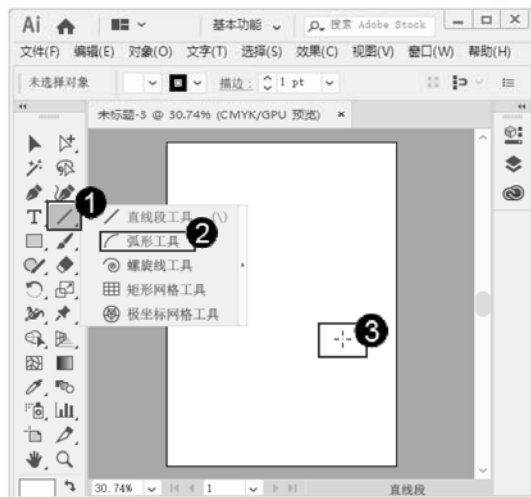 Ai 基本功能 搜索 Adobe Stock
文件(F) 编辑(E) 对象(O) 文字(T) 选择(S) 效果(C) 视图(V) 窗口(W) 帮助(H)
未选择对象 描边: 1 pt
未标题-3 @ 30.74% (CMYK/GPU 预览) ×
1
T 直线段工具 (\)
弧形工具 2
螺旋线工具
矩形网格工具
极坐标网格工具
3
30.74% 1 直线段